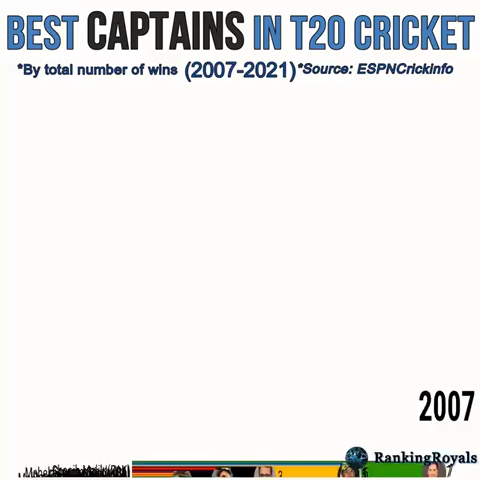 BEST CAPTAINS IN T20 CRICKET
*By total number of wins (2007-2021) *Source: ESPNCrickinfo
2007
RankingRoyals